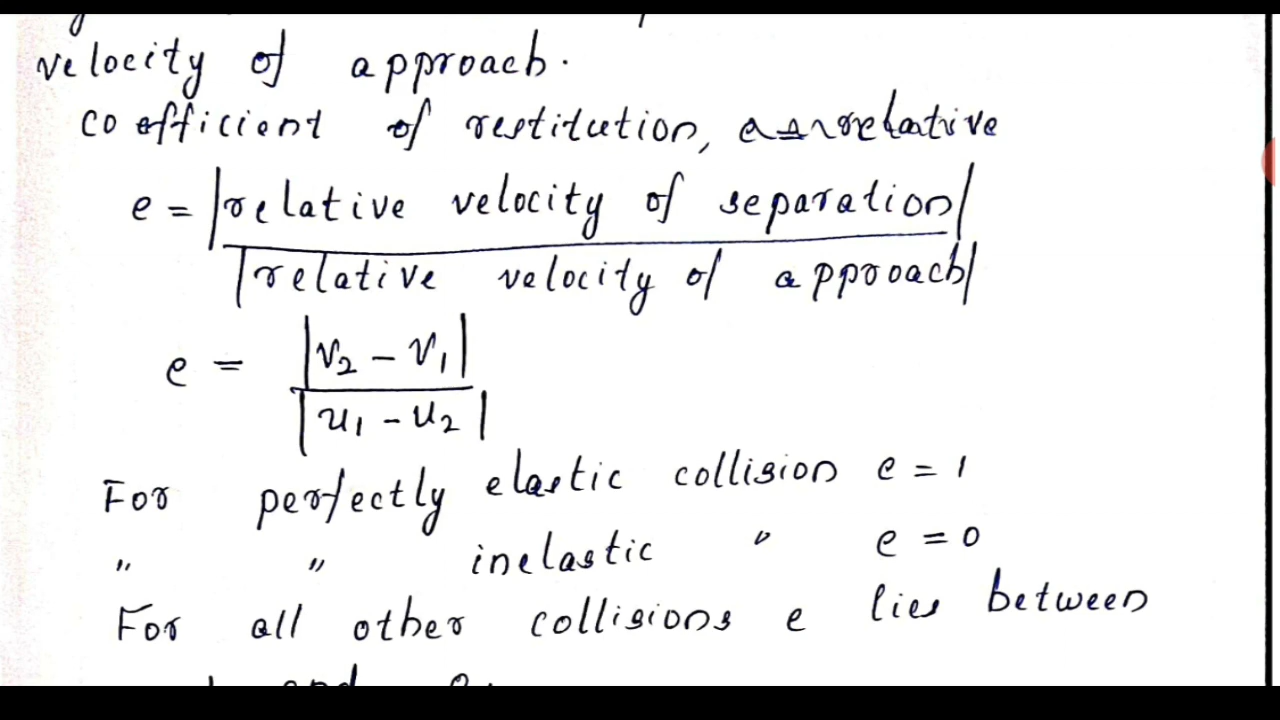 velocity of approach.
coefficient of restitution,
e = |relative velocity of separation|
|relative velocity of approach|
e = |v₂ - v₁|
|u₁ - u₂|
For perfectly elastic collision e = 1
" " inelastic " e = 0
For all other collisions e lies between